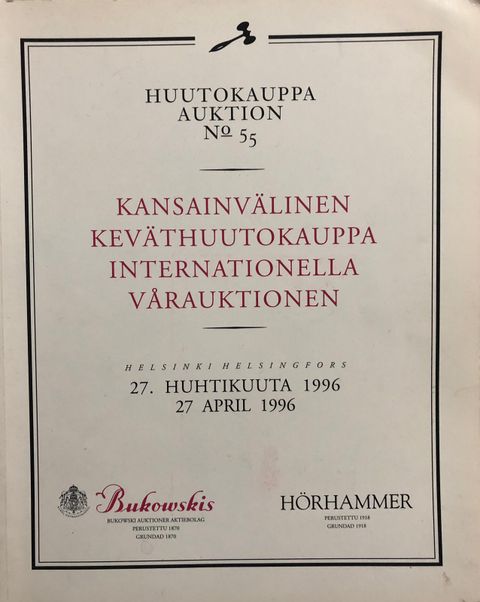 HUUTOKAUPPA
AUKTION
Nº 55
KANSAINVÄLINEN
KEVÄTHUUTOKAUPPA
INTERNATIONELLA
VÅRAUKTIONEN
HELSINKI HELSINGFORS
27. HUHTIKUUTA 1996
27 APRIL 1996
Bukowskis
BUKOWSKI AUKTIONER AKTIEBOLAG
PERUSTETTU 1870
GRUNDAD 1870
HÖRHAMMER
PERUSTETTU 1918
GRUNDAD 1918